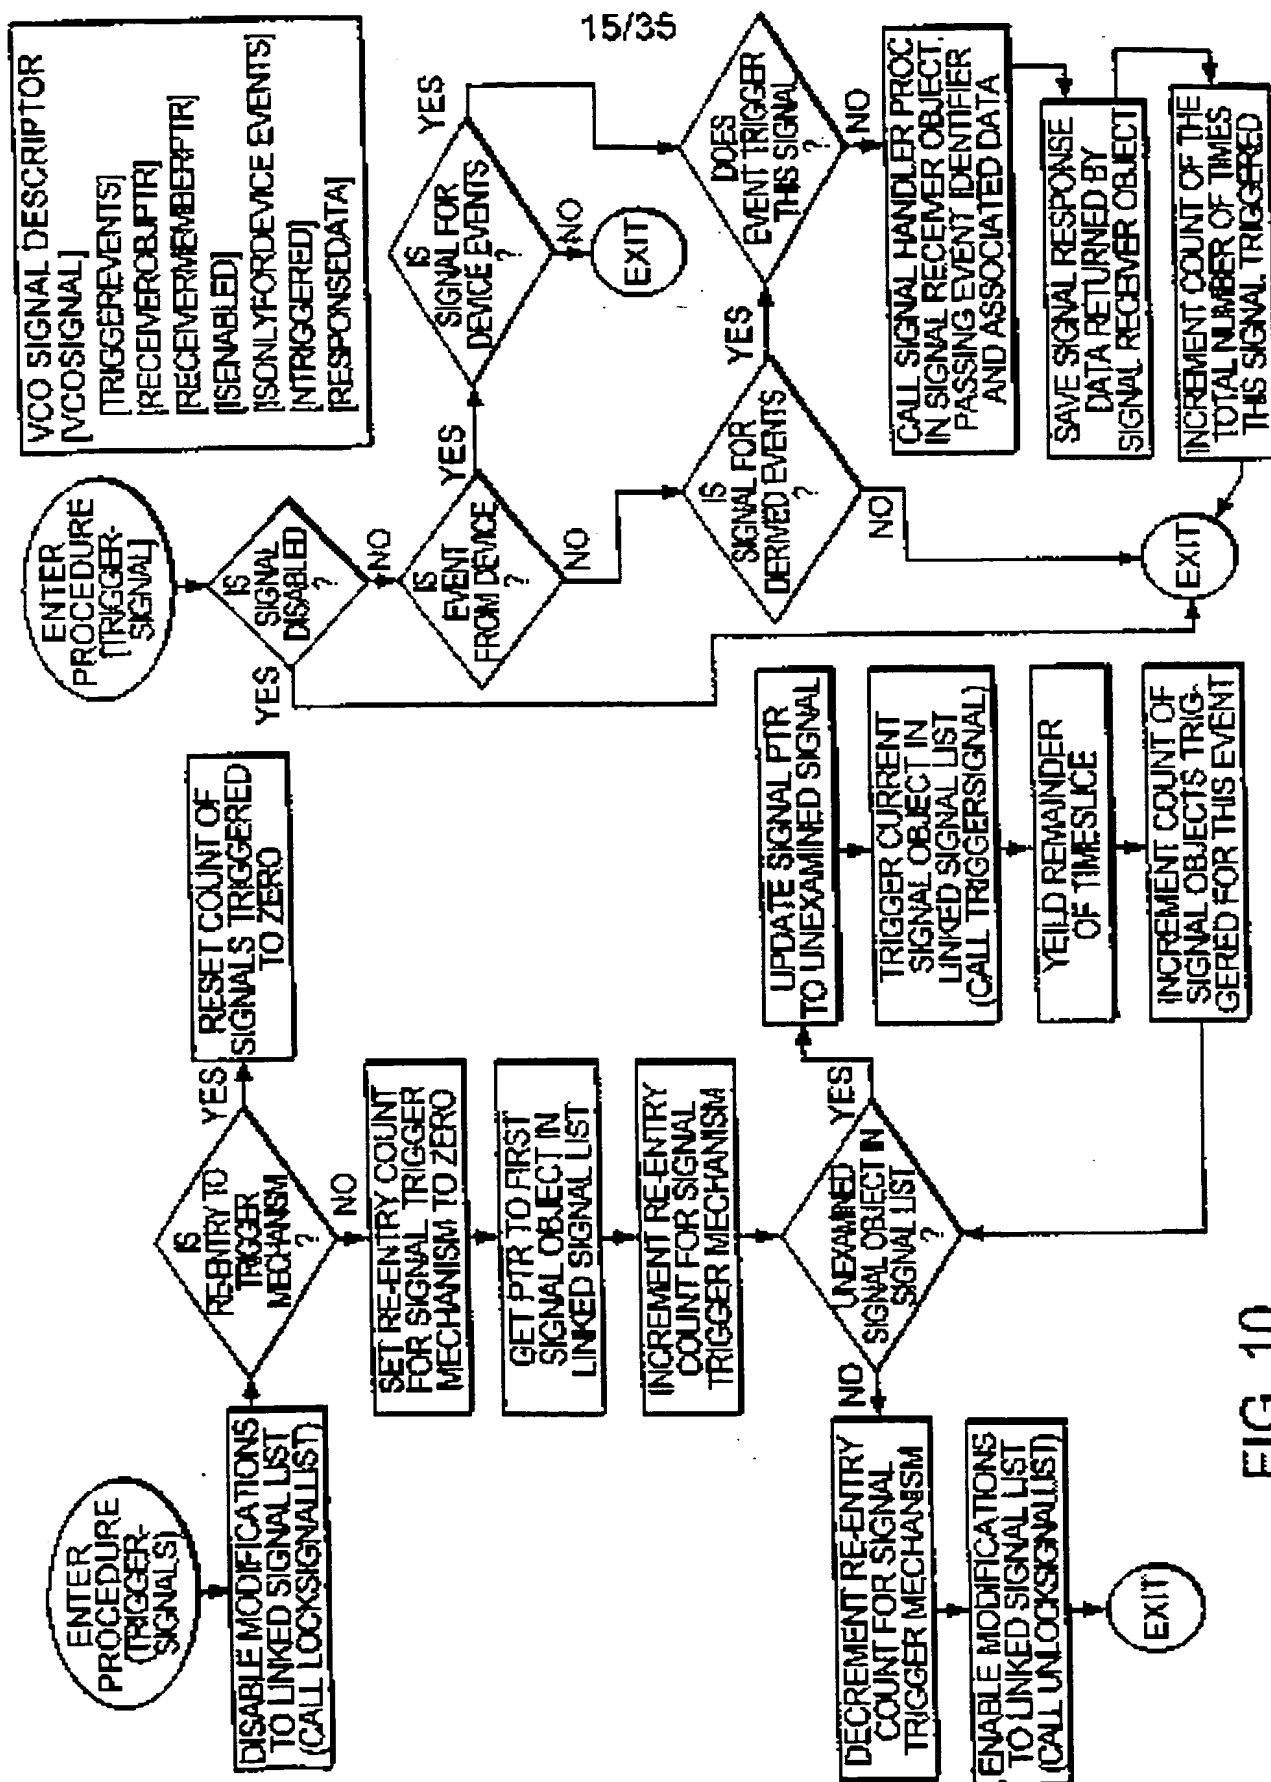 15/35
ENTER
PROCEDURE
(TRIGGER-
SIGNALS)
DISABLE MODIFICATIONS
TO LINKED SIGNAL LIST
(CALL LOCKSIGNALLIST)
IS
RE-ENTRY TO
TRIGGER
MECHANISM
?
YES
RESET COUNT OF
SIGNALS TRIGGERED
TO ZERO
NO
SET RE-ENTRY COUNT
FOR SIGNAL TRIGGER
MECHANISM TO ZERO
GET PTR TO FIRST
SIGNAL OBJECT IN
LINKED SIGNAL LIST
INCREMENT RE-ENTRY
COUNT FOR SIGNAL
TRIGGER MECHANISM
UNEXAMINED
SIGNAL OBJECT IN
SIGNAL LIST
?
YES
UPDATE SIGNAL PTR
TO UNEXAMINED SIGNAL
TRIGGER CURRENT
SIGNAL OBJECT IN
LINKED SIGNAL LIST
(CALL TRIGGERSIGNAL)
YEILD REMAINDER
OF TIMESLICE
INCREMENT COUNT OF
SIGNAL OBJECTS TRIG-
GERED FOR THIS EVENT
NO
DECREMENT RE-ENTRY
COUNT FOR SIGNAL
TRIGGER MECHANISM
ENABLE MODIFICATIONS
TO LINKED SIGNAL LIST
(CALL UNLOCKSIGNALLIST)
EXIT
ENTER
PROCEDURE
[TRIGGER-
SIGNAL]
IS
SIGNAL
DISABLED
?
YES
NO
IS
EVENT
FROM DEVICE
?
YES
IS
SIGNAL FOR
DEVICE EVENTS
?
YES
NO
EXIT
NO
IS
SIGNAL FOR
DERIVED EVENTS
?
YES
NO
DOES
EVENT TRIGGER
THIS SIGNAL
?
NO
CALL SIGNAL HANDLER PROC
IN SIGNAL RECEIVER OBJECT,
PASSING EVENT IDENTIFIER
AND ASSOCIATED DATA
SAVE SIGNAL RESPONSE
DATA RETURNED BY
SIGNAL RECEIVER OBJECT
INCREMENT COUNT OF THE
TOTAL NUMBER OF TIMES
THIS SIGNAL TRIGGERED
EXIT
VCO SIGNAL DESCRIPTOR
[VCOSIGNAL]
[TRIGGEREVENTS]
[RECEIVEROBJPTR]
[RECEIVERMEMBERPTR]
[ISENABLED]
[ISONLYFORDEVICE EVENTS]
[NTRIGGERED]
[RESPONSEDATA]
FIG. 10